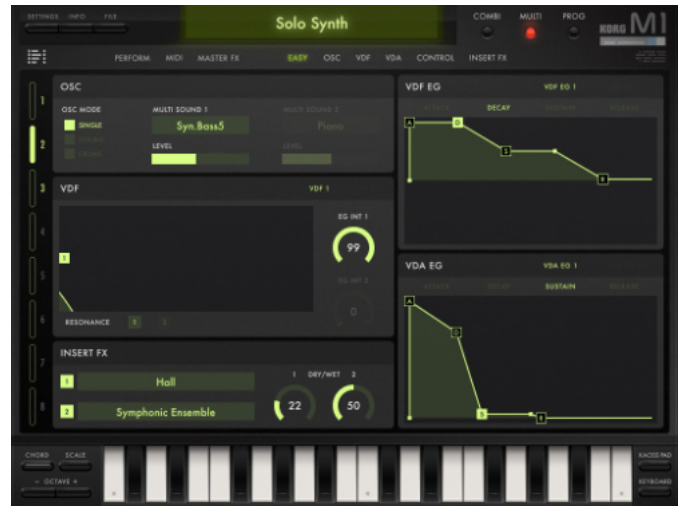 SETTINGS INFO FILE
Solo Synth
COMBI MULTI PROG
KORG M1
PERFORM MIDI MASTER FX EASY OSC VDF VDA CONTROL INSERT FX
OSC
OSC MODE
SINGLE
DOUBLE
DRUMS
MULTI SOUND 1
Syn.Bass5
LEVEL
MULTI SOUND 2
Piano
LEVEL
VDF EG VDF EG 1
ATTACK DECAY SUSTAIN RELEASE
A D S R
1
2
3
4
5
6
7
8
VDF VDF 1
1
EG INT 1
99
EG INT 2
0
RESONANCE 1 2
VDA EG VDA EG 1
ATTACK DECAY SUSTAIN RELEASE
A D S R
INSERT FX
1 Hall
2 Symphonic Ensemble
1 DRY/WET 2
22 50
CHORD SCALE
- OCTAVE +
KAOSS PAD
KEYBOARD